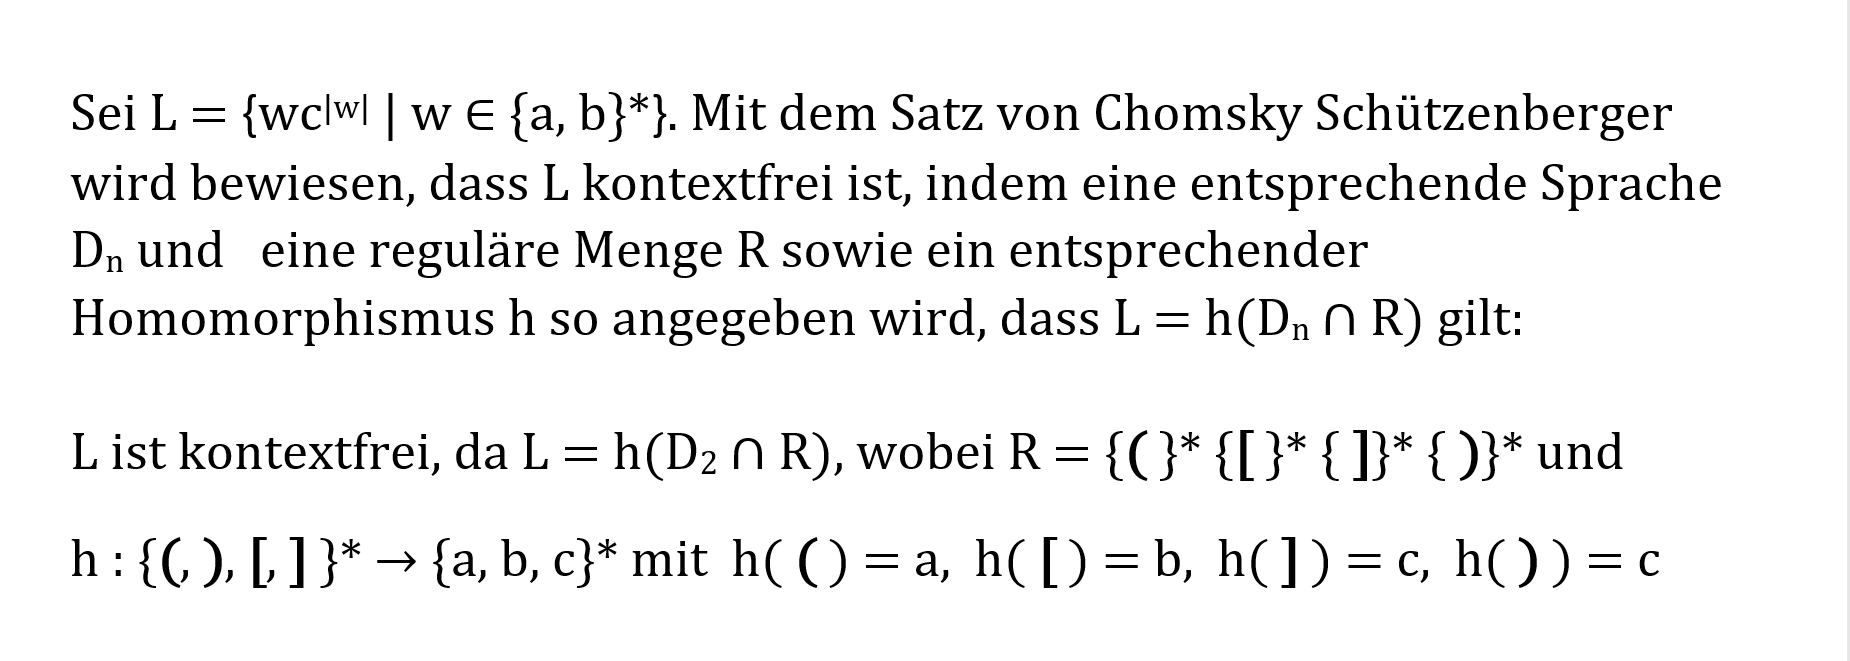 Sei L = {wc|w| | w ∈ {a, b}*}. Mit dem Satz von Chomsky Schützenberger
wird bewiesen, dass L kontextfrei ist, indem eine entsprechende Sprache
Dn und eine reguläre Menge R sowie ein entsprechender
Homomorphismus h so angegeben wird, dass L = h(Dn ∩ R) gilt:
L ist kontextfrei, da L = h(D2 ∩ R), wobei R = {( }* {[ }* { ]}* { )}* und
h : {(, ), [, ] }* → {a, b, c}* mit h( ( ) = a, h( [ ) = b, h( ] ) = c, h( ) ) = c